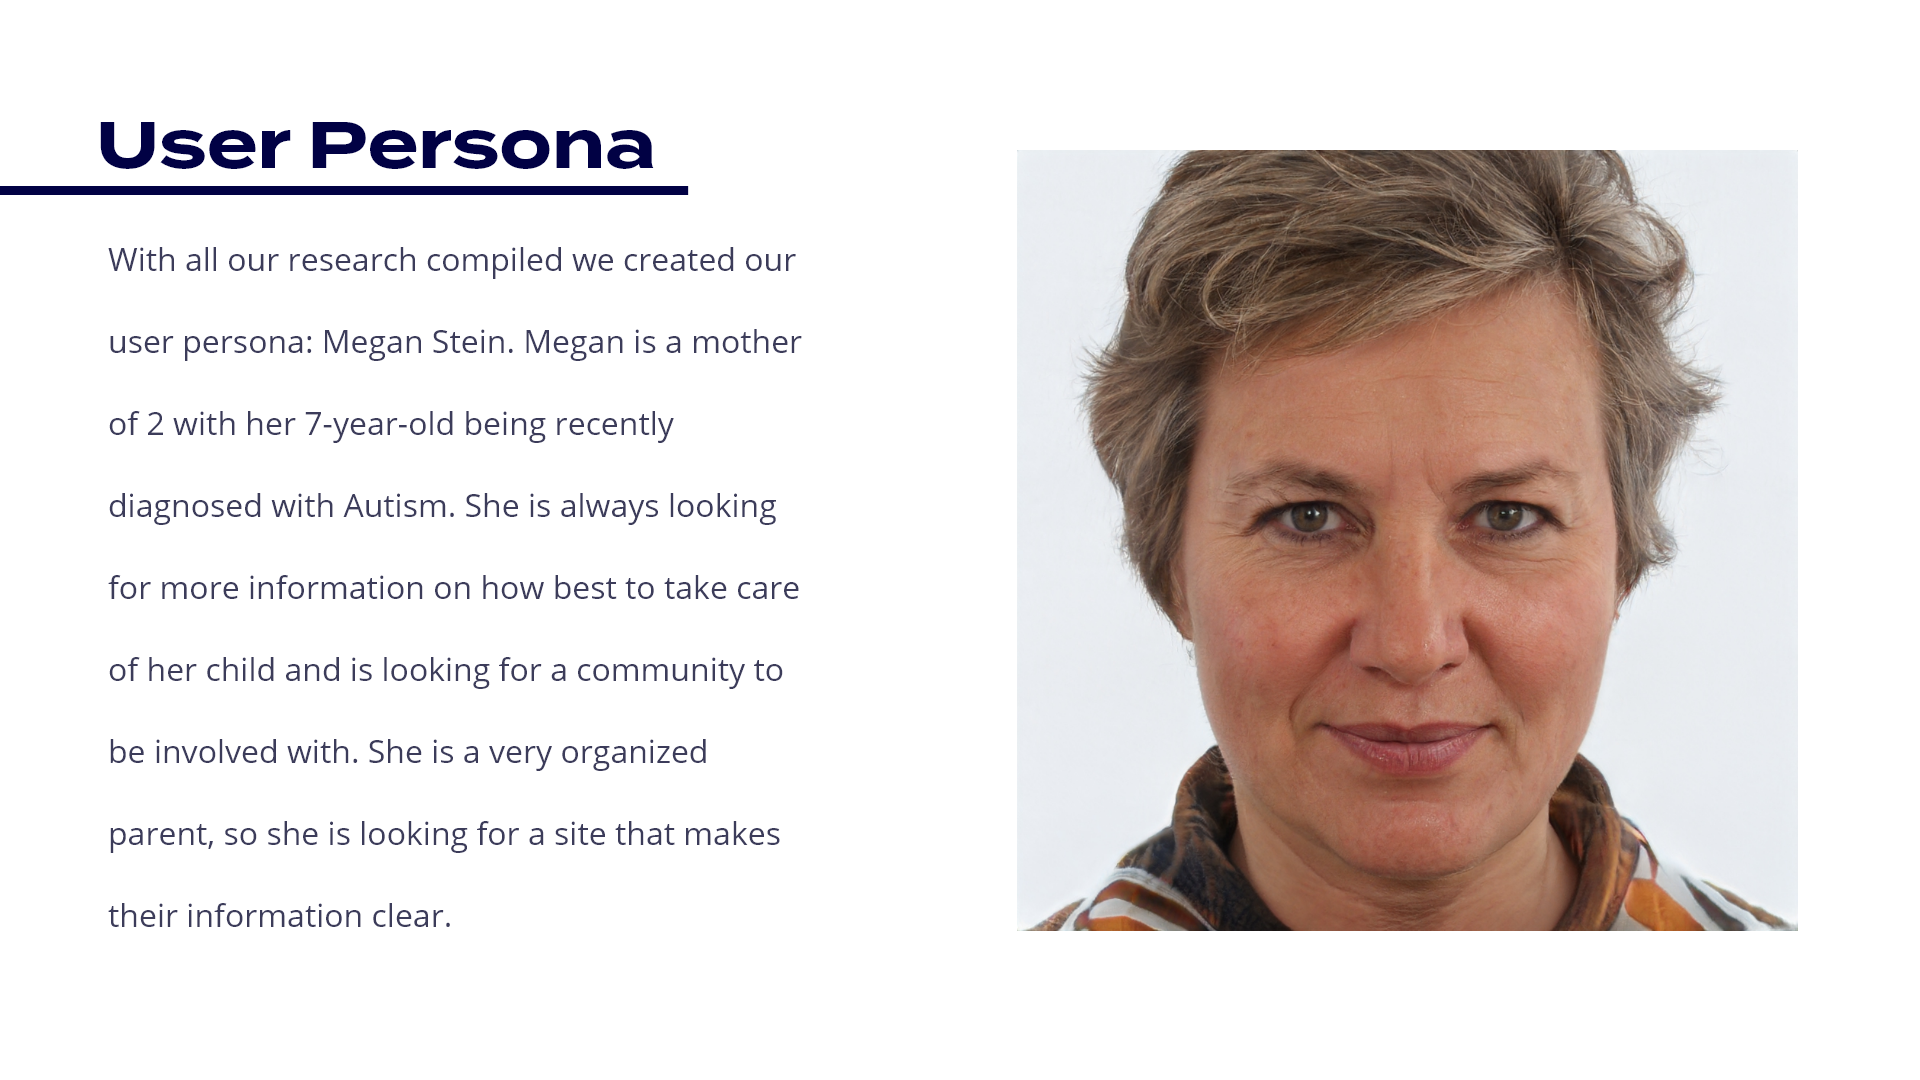 User Persona
With all our research compiled we created our
user persona: Megan Stein. Megan is a mother
of 2 with her 7-year-old being recently
diagnosed with Autism. She is always looking
for more information on how best to take care
of her child and is looking for a community to
be involved with. She is a very organized
parent, so she is looking for a site that makes
their information clear.